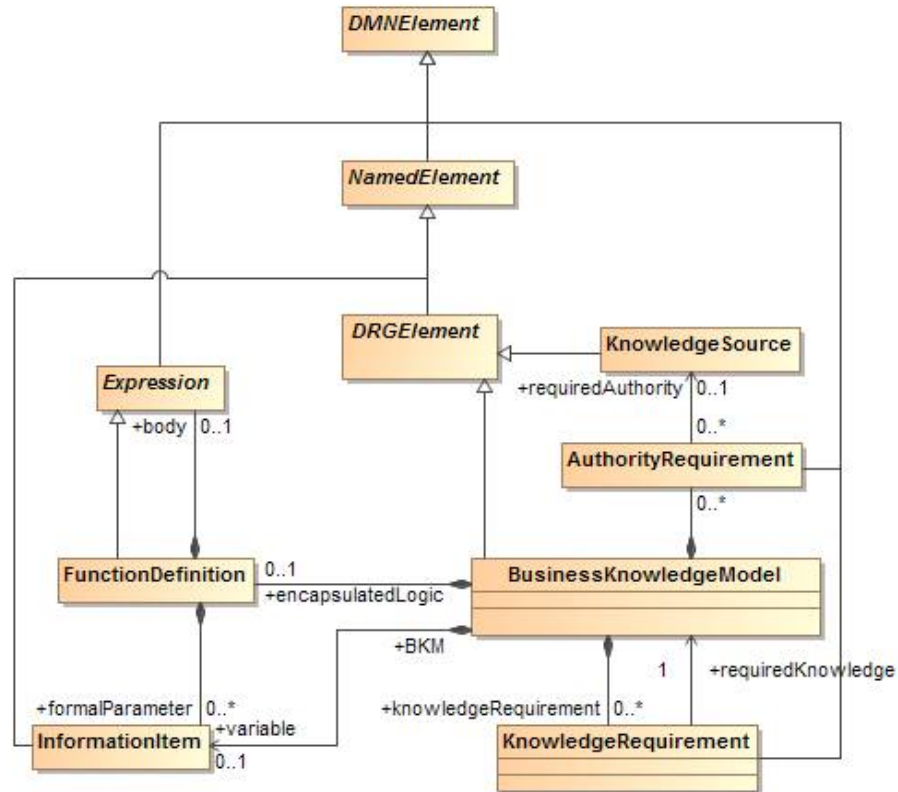 DMNElement
NamedElement
DRGElement
KnowledgeSource
Expression
+requiredAuthority 0..1
+body 0..1
0..*
AuthorityRequirement
0..*
FunctionDefinition
0..1
BusinessKnowledgeModel
+encapsulatedLogic
+BKM
1 +requiredKnowledge
+formalParameter 0..*
+knowledgeRequirement 0..*
+variable
InformationItem
KnowledgeRequirement
0..1